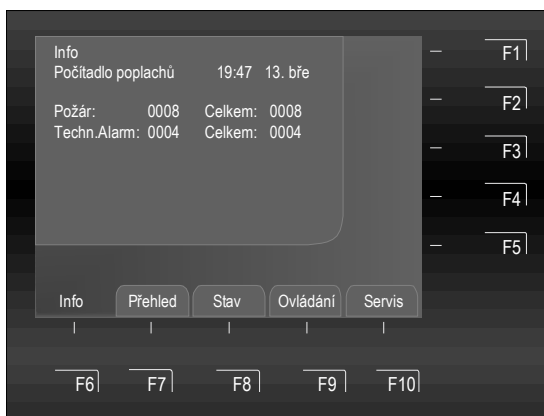 Info
Počítadlo poplachů 19:47 13. bře
Požár: 0008 Celkem: 0008
Techn.Alarm: 0004 Celkem: 0004
F1
F2
F3
F4
F5
Info Přehled Stav Ovládání Servis
F6 F7 F8 F9 F10